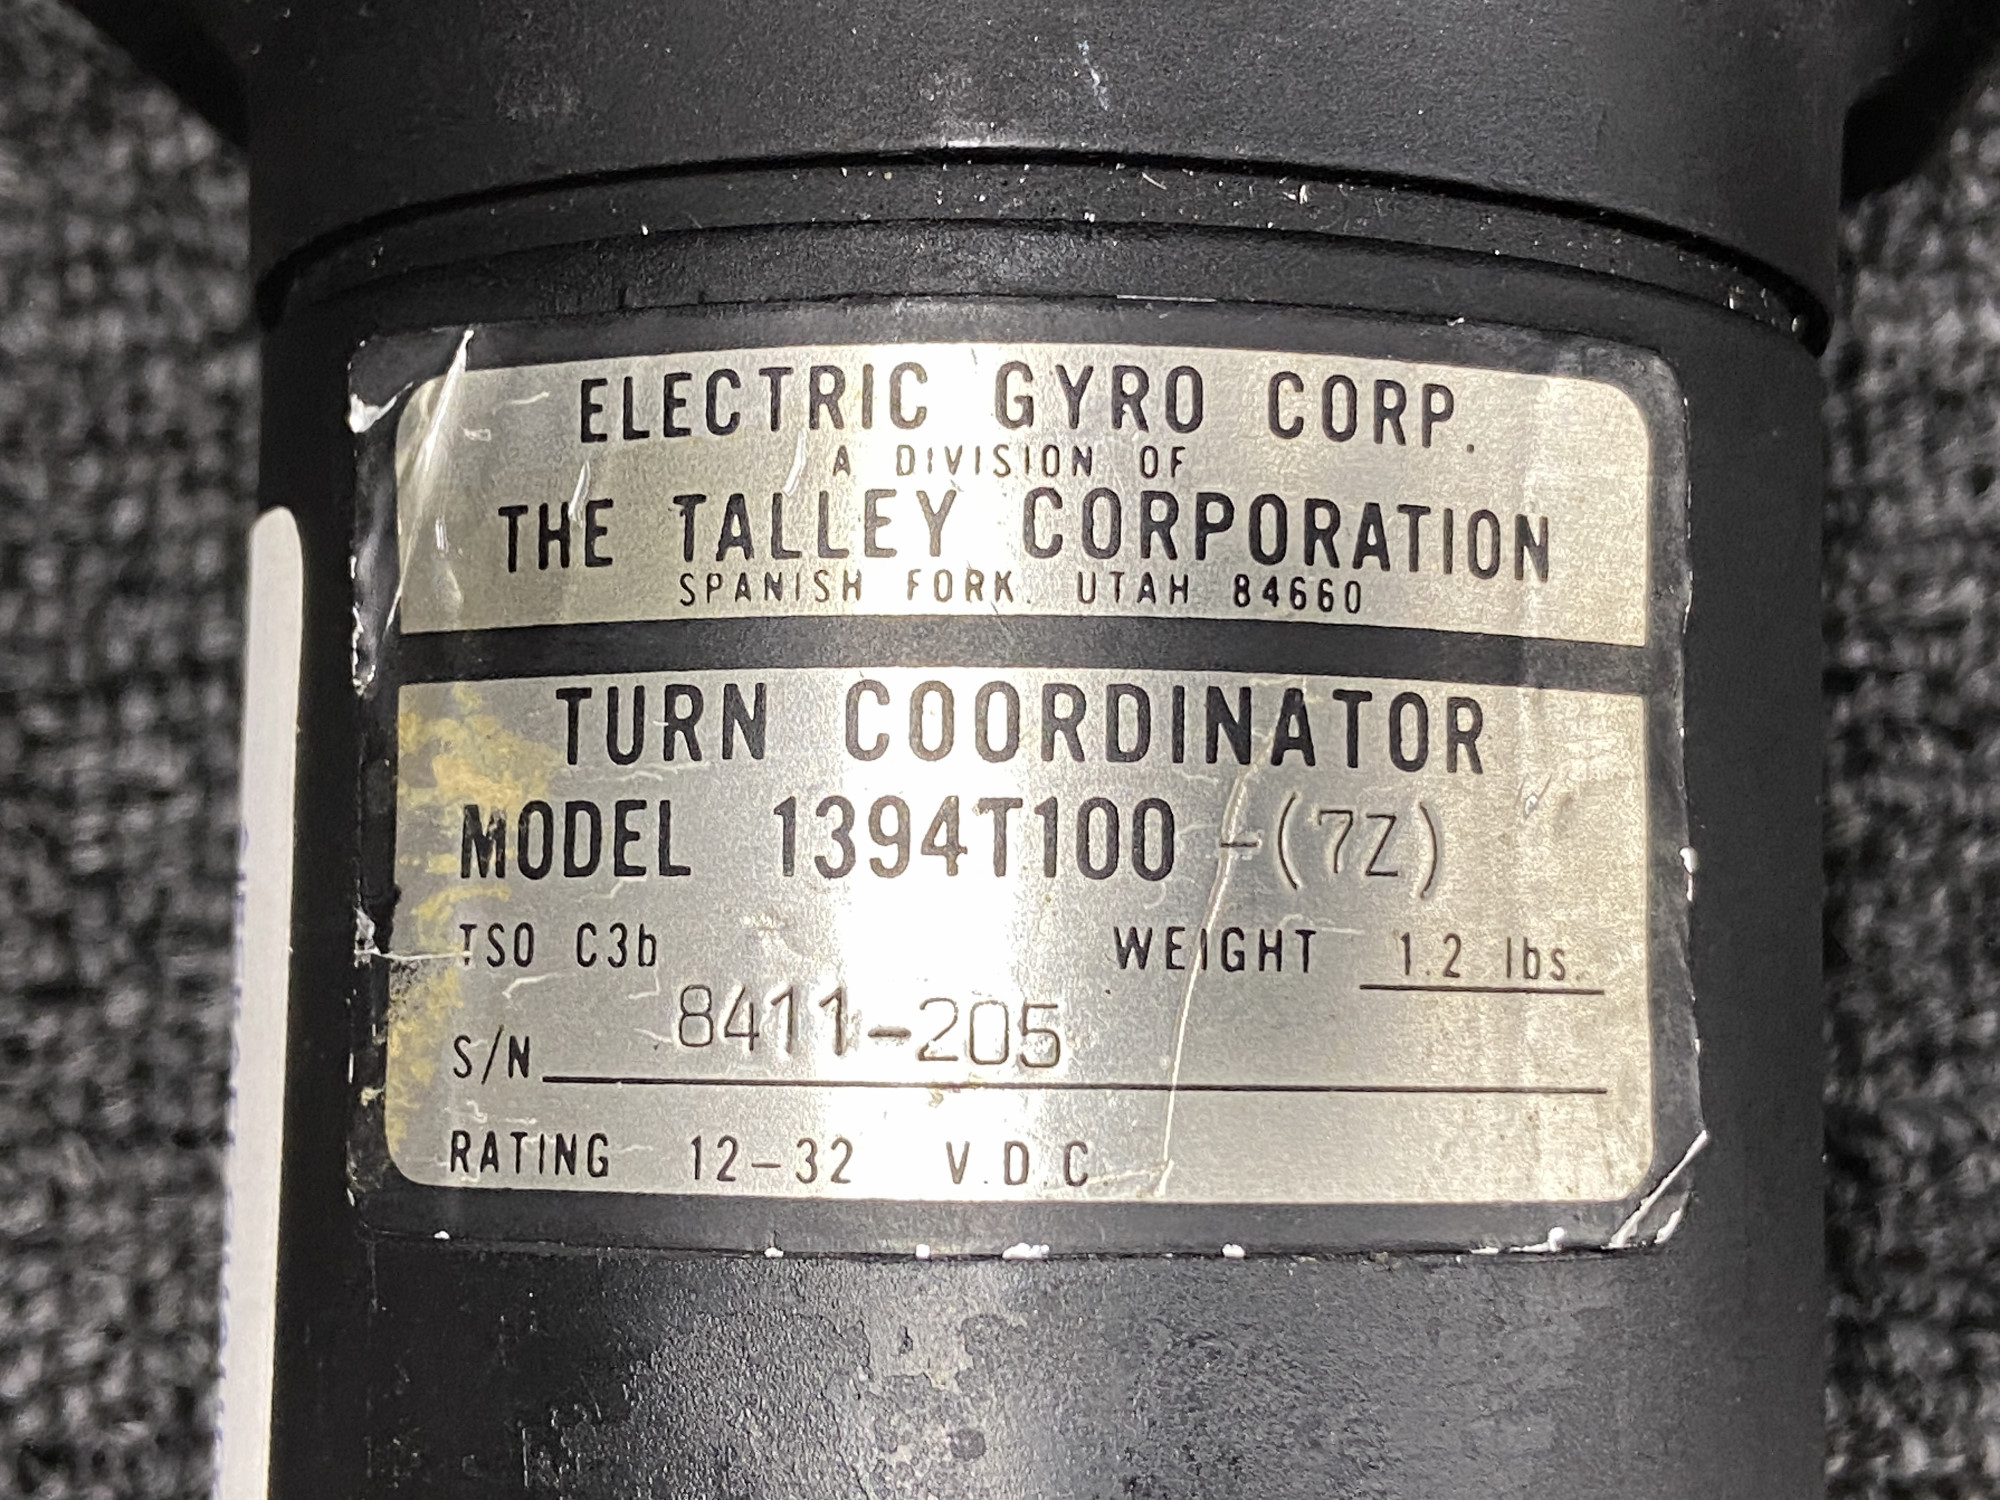 ELECTRIC GYRO CORP.
A DIVISION OF
THE TALLEY CORPORATION
SPANISH FORK, UTAH 84660
TURN COORDINATOR
MODEL 1394T100-(7Z)
TSO C3b WEIGHT 1.2 lbs.
S/N 8411-205
RATING 12-32 V.D.C.